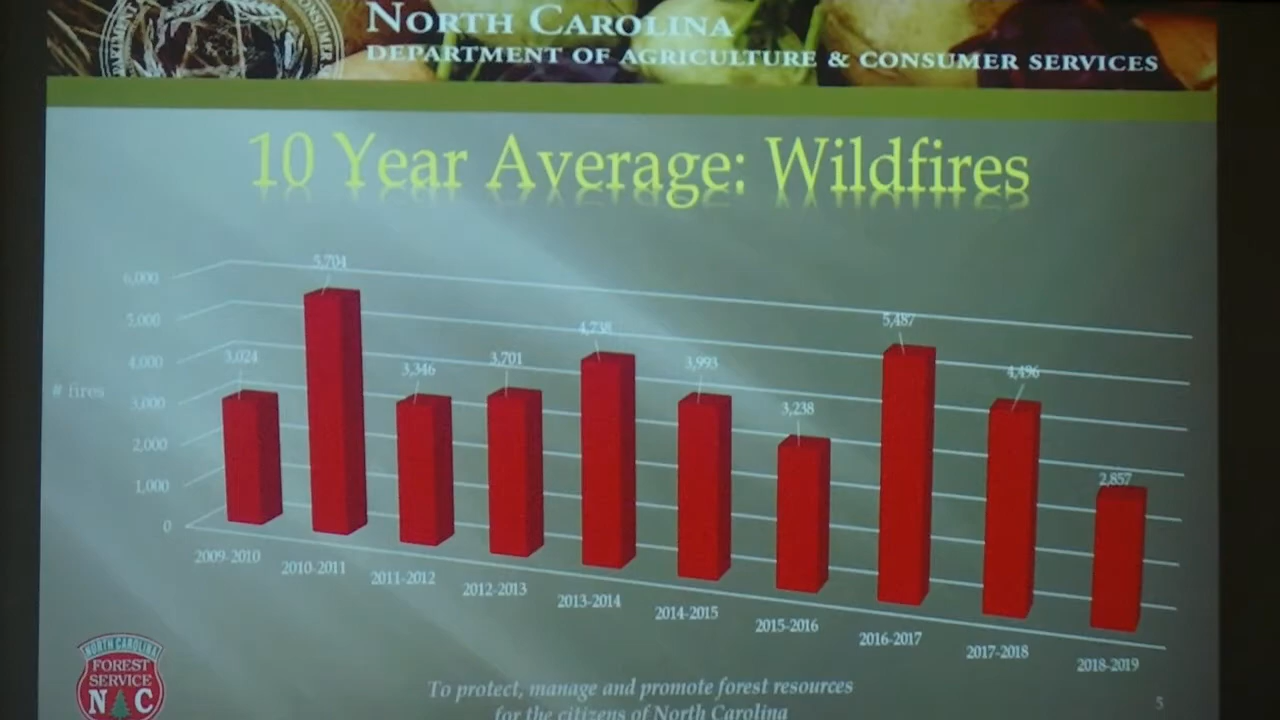 NORTH CAROLINA
DEPARTMENT OF AGRICULTURE & CONSUMER SERVICES
10 Year Average: Wildfires
# fires
6,000
5,000
4,000
3,000
2,000
1,000
0
3,024
5,704
3,346
3,701
4,738
3,993
3,238
5,487
4,496
2,857
2009-2010
2010-2011
2011-2012
2012-2013
2013-2014
2014-2015
2015-2016
2016-2017
2017-2018
2018-2019
NORTH CAROLINA
FOREST
SERVICE
N C
To protect, manage and promote forest resources
for the citizens of North Carolina
5